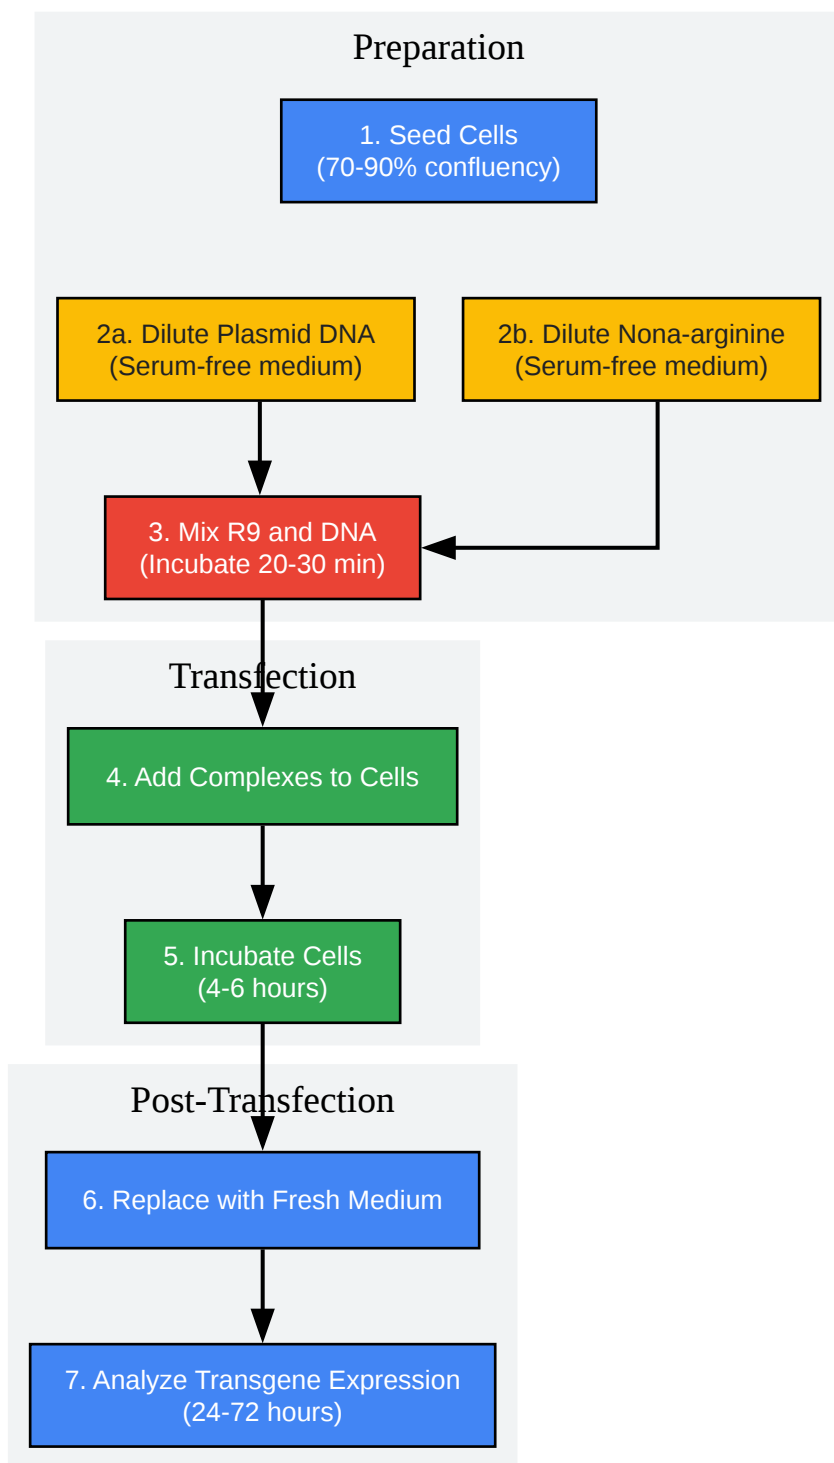 Preparation
1. Seed Cells
(70-90% confluency)
2a. Dilute Plasmid DNA
(Serum-free medium)
2b. Dilute Nona-arginine
(Serum-free medium)
3. Mix R9 and DNA
(Incubate 20-30 min)
Transfection
4. Add Complexes to Cells
5. Incubate Cells
(4-6 hours)
Post-Transfection
6. Replace with Fresh Medium
7. Analyze Transgene Expression
(24-72 hours)